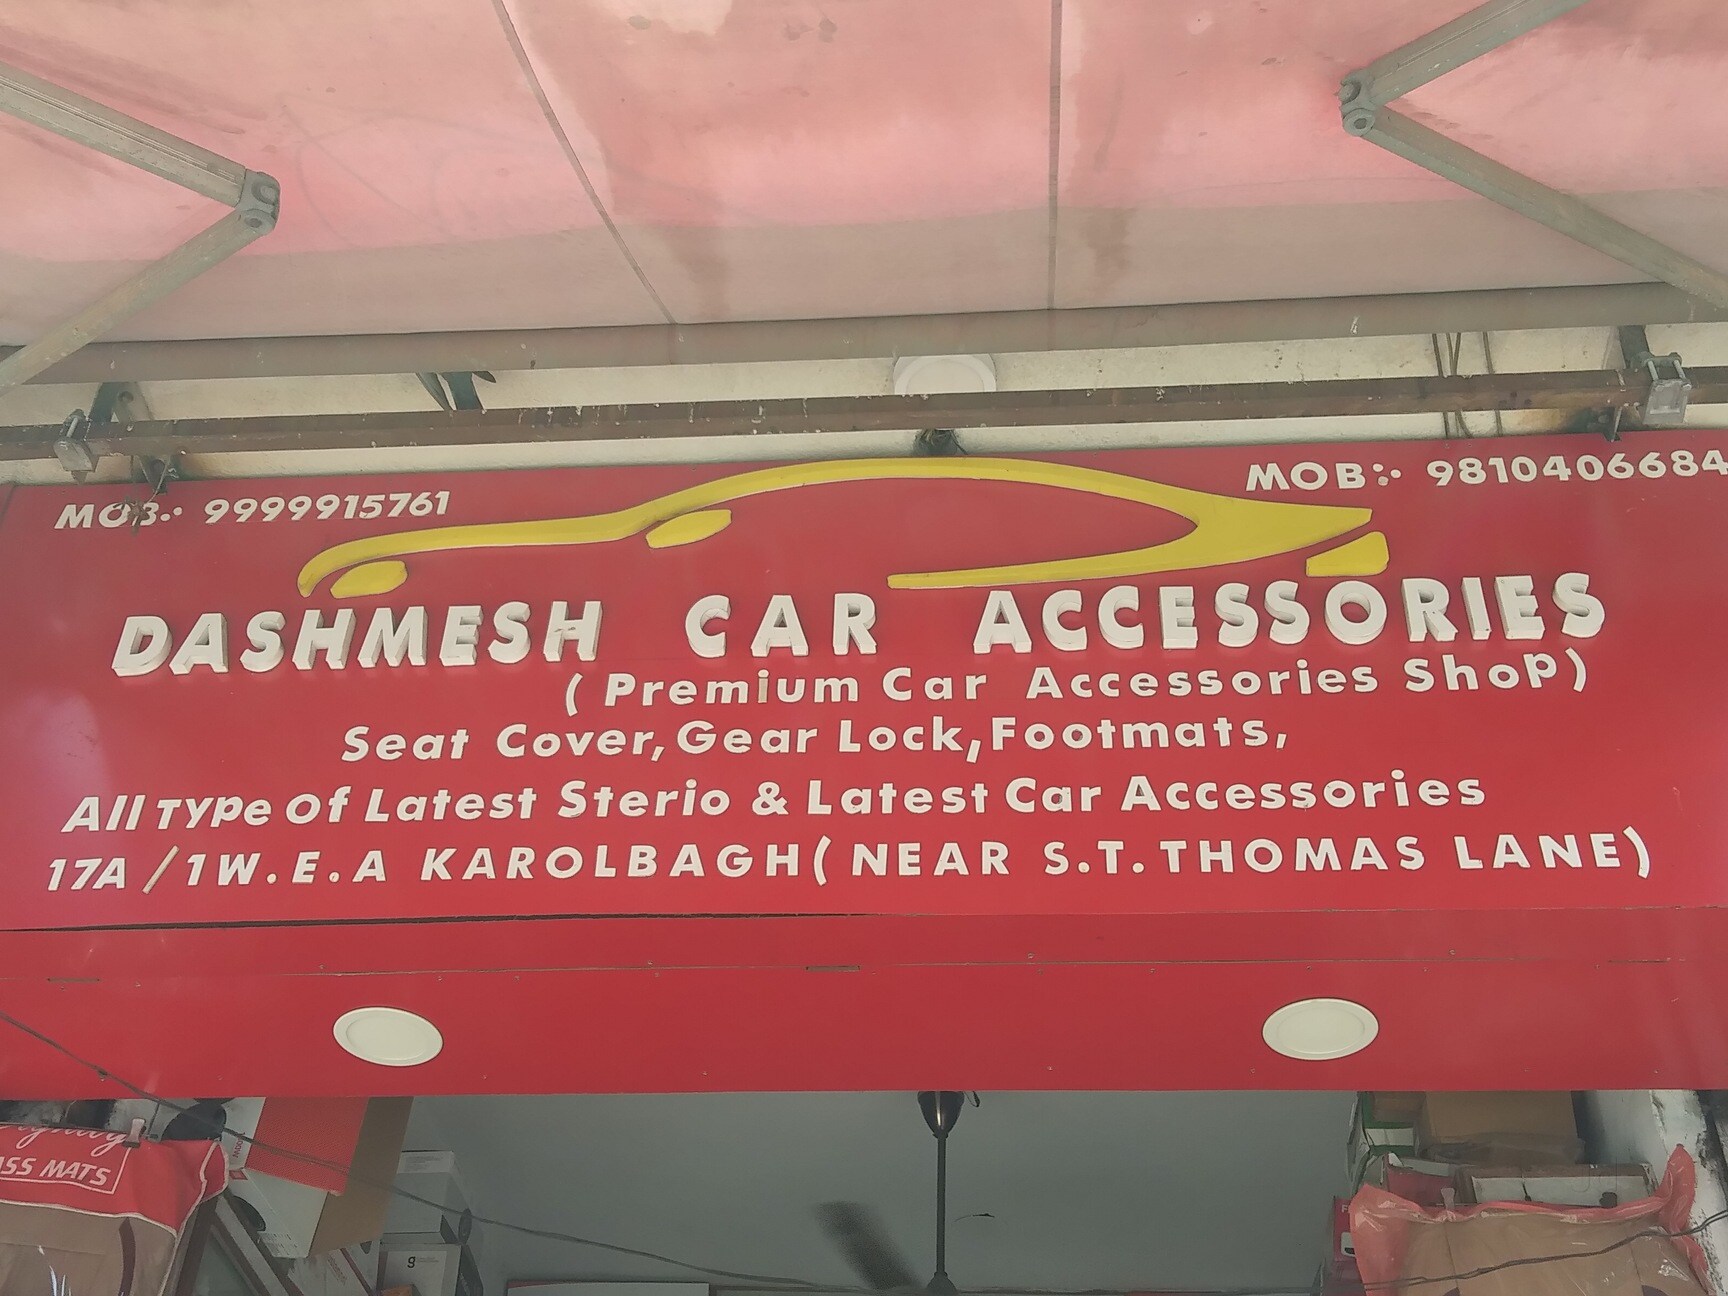 MOB:- 9999915761
MOB:- 9810406684
DASHMESH CAR ACCESSORIES
(Premium Car Accessories Shop)
Seat Cover, Gear Lock, Footmats,
All TYPe Of Latest Sterio & Latest Car Accessories
17A/1W.E.A KAROLBAGH (NEAR S.T. THOMAS LANE)
ASS MATS